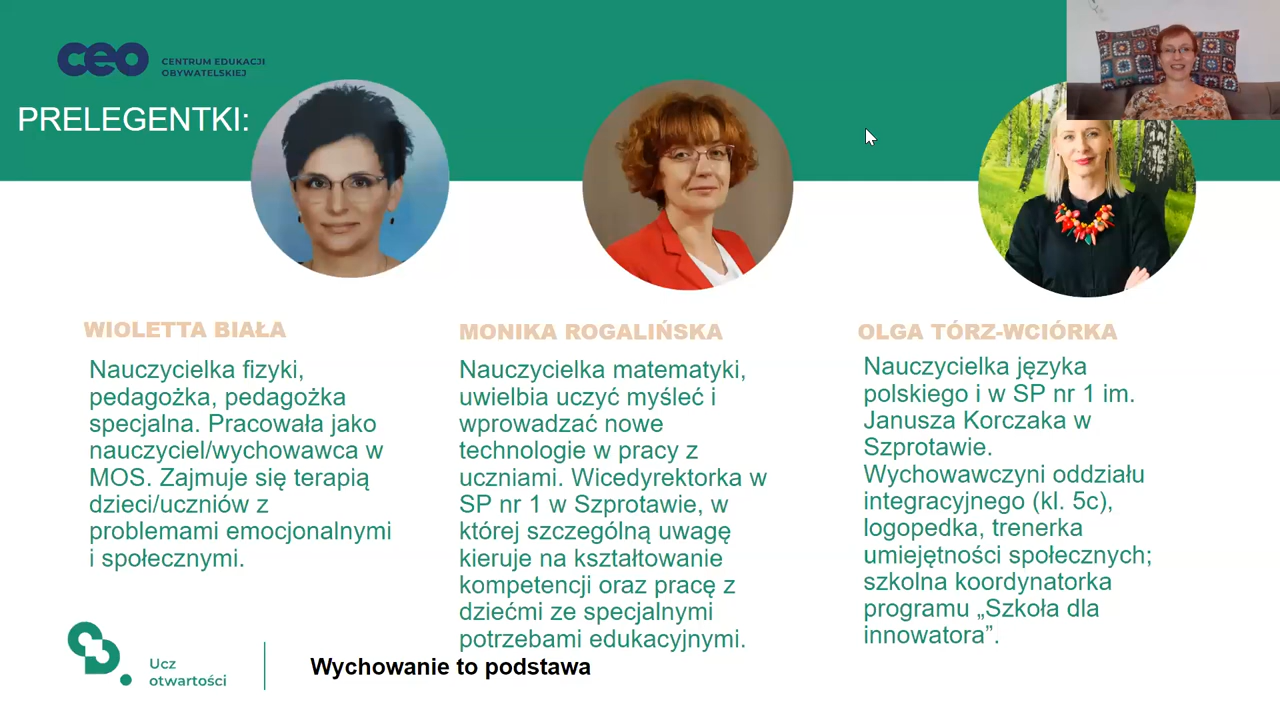 ceo
CENTRUM EDUKACJI
OBYWATELSKIEJ
PRELEGENTKI:
WIOLETTA BIAŁA
Nauczycielka fizyki,
pedagożka, pedagożka
specjalna. Pracowała jako
nauczyciel/wychowawca w
MOS. Zajmuje się terapią
dzieci/uczniów z
problemami emocjonalnymi
i społecznymi.
MONIKA ROGALIŃSKA
Nauczycielka matematyki,
uwielbia uczyć myśleć i
wprowadzać nowe
technologie w pracy z
uczniami. Wicedyrektorka w
SP nr 1 w Szprotawie, w
której szczególną uwagę
kieruje na kształtowanie
kompetencji oraz pracę z
dziećmi ze specjalnymi
potrzebami edukacyjnymi.
OLGA TÓRZ-WCIÓRKA
Nauczycielka języka
polskiego i w SP nr 1 im.
Janusza Korczaka w
Szprotawie.
Wychowawczyni oddziału
integracyjnego (kl. 5c),
logopedka, trenerka
umiejętności społecznych;
szkolna koordynatorka
programu „Szkoła dla
innowatora”.
Ucz
otwartości
Wychowanie to podstawa